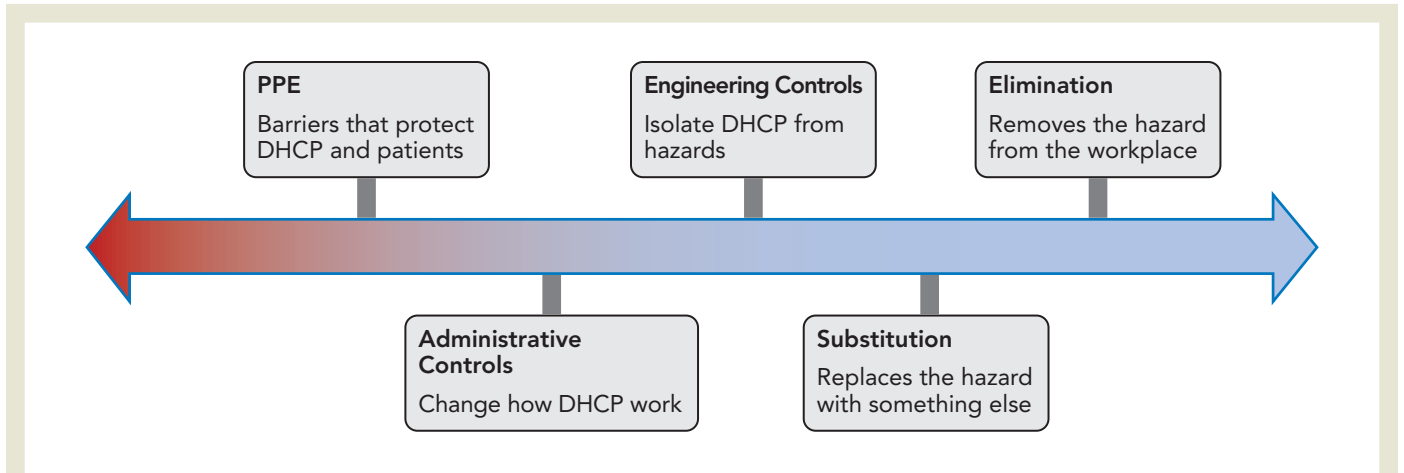 PPE
Barriers that protect
DHCP and patients
Engineering Controls
Isolate DHCP from
hazards
Elimination
Removes the hazard
from the workplace
Administrative
Controls
Change how DHCP work
Substitution
Replaces the hazard
with something else